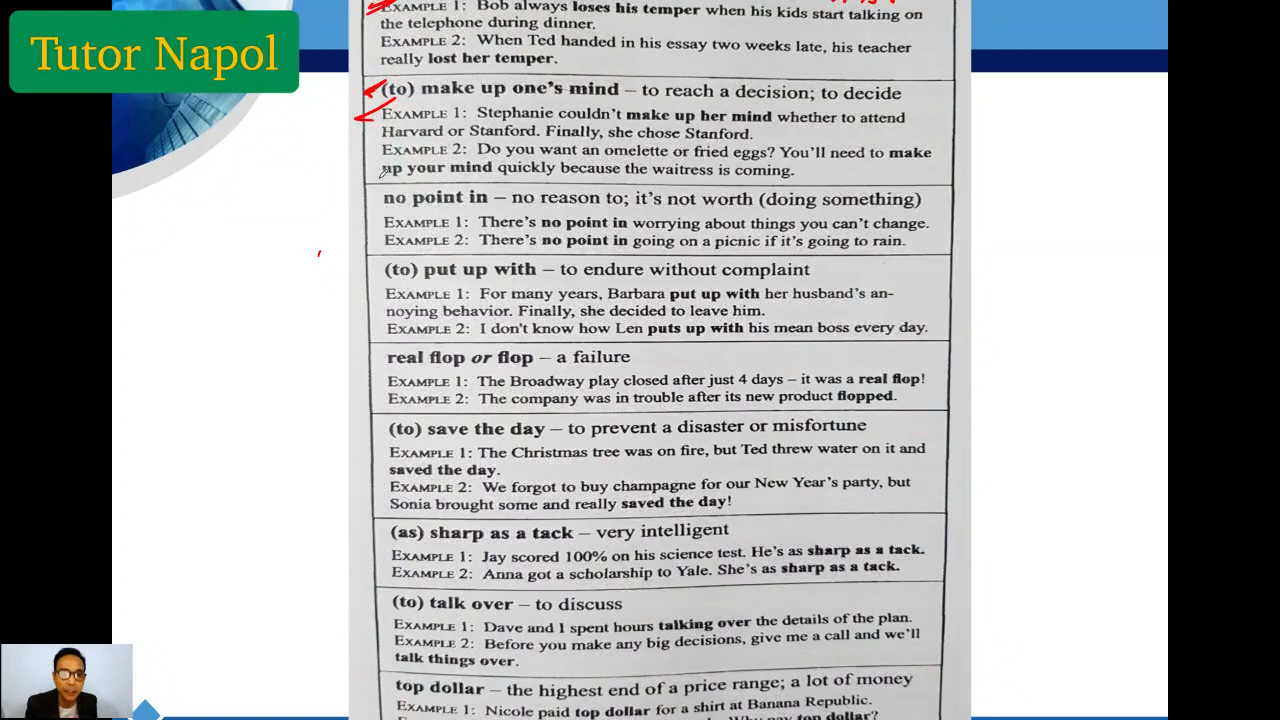 Tutor Napol
EXAMPLE 1: Bob always loses his temper when his kids start talking on
the telephone during dinner.
EXAMPLE 2: When Ted handed in his essay two weeks late, his teacher
really lost her temper.
(to) make up one's mind – to reach a decision; to decide
EXAMPLE 1: Stephanie couldn't make up her mind whether to attend
Harvard or Stanford. Finally, she chose Stanford.
EXAMPLE 2: Do you want an omelette or fried eggs? You'll need to make
up your mind quickly because the waitress is coming.
no point in – no reason to; it's not worth (doing something)
EXAMPLE 1: There's no point in worrying about things you can't change.
EXAMPLE 2: There's no point in going on a picnic if it's going to rain.
(to) put up with – to endure without complaint
EXAMPLE 1: For many years, Barbara put up with her husband's an-
noying behavior. Finally, she decided to leave him.
EXAMPLE 2: I don't know how Len puts up with his mean boss every day.
real flop or flop – a failure
EXAMPLE 1: The Broadway play closed after just 4 days – it was a real flop!
EXAMPLE 2: The company was in trouble after its new product flopped.
(to) save the day – to prevent a disaster or misfortune
EXAMPLE 1: The Christmas tree was on fire, but Ted threw water on it and
saved the day.
EXAMPLE 2: We forgot to buy champagne for our New Year's party, but
Sonia brought some and really saved the day!
(as) sharp as a tack – very intelligent
EXAMPLE 1: Jay scored 100% on his science test. He's as sharp as a tack.
EXAMPLE 2: Anna got a scholarship to Yale. She's as sharp as a tack.
(to) talk over – to discuss
EXAMPLE 1: Dave and I spent hours talking over the details of the plan.
EXAMPLE 2: Before you make any big decisions, give me a call and we'll
talk things over.
top dollar – the highest end of a price range; a lot of money
EXAMPLE 1: Nicole paid top dollar for a shirt at Banana Republic.
Why pay top dollar?